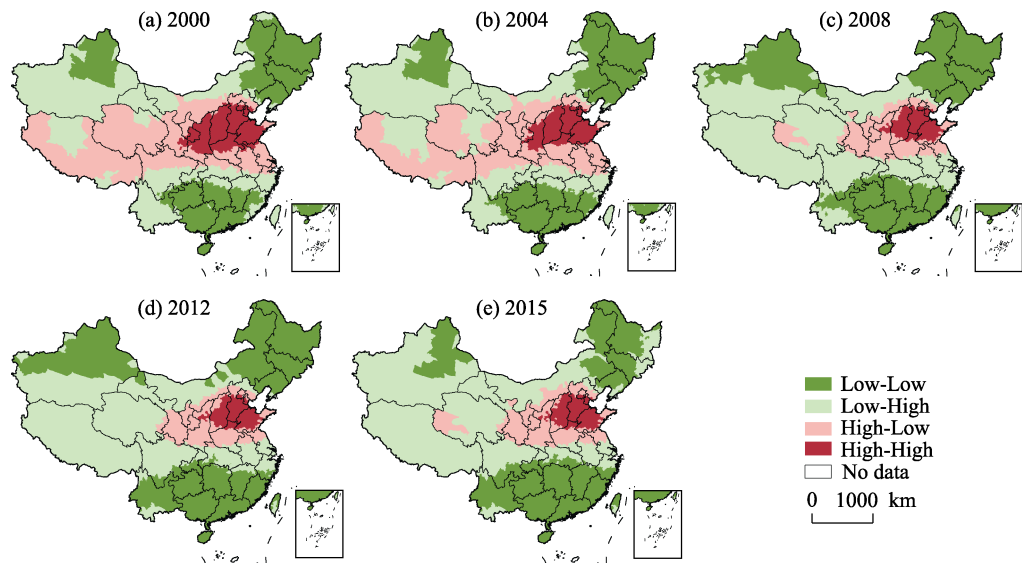 (a) 2000
(b) 2004
(c) 2008
(d) 2012
(e) 2015
Low-Low
Low-High
High-Low
High-High
No data
0 1000 km